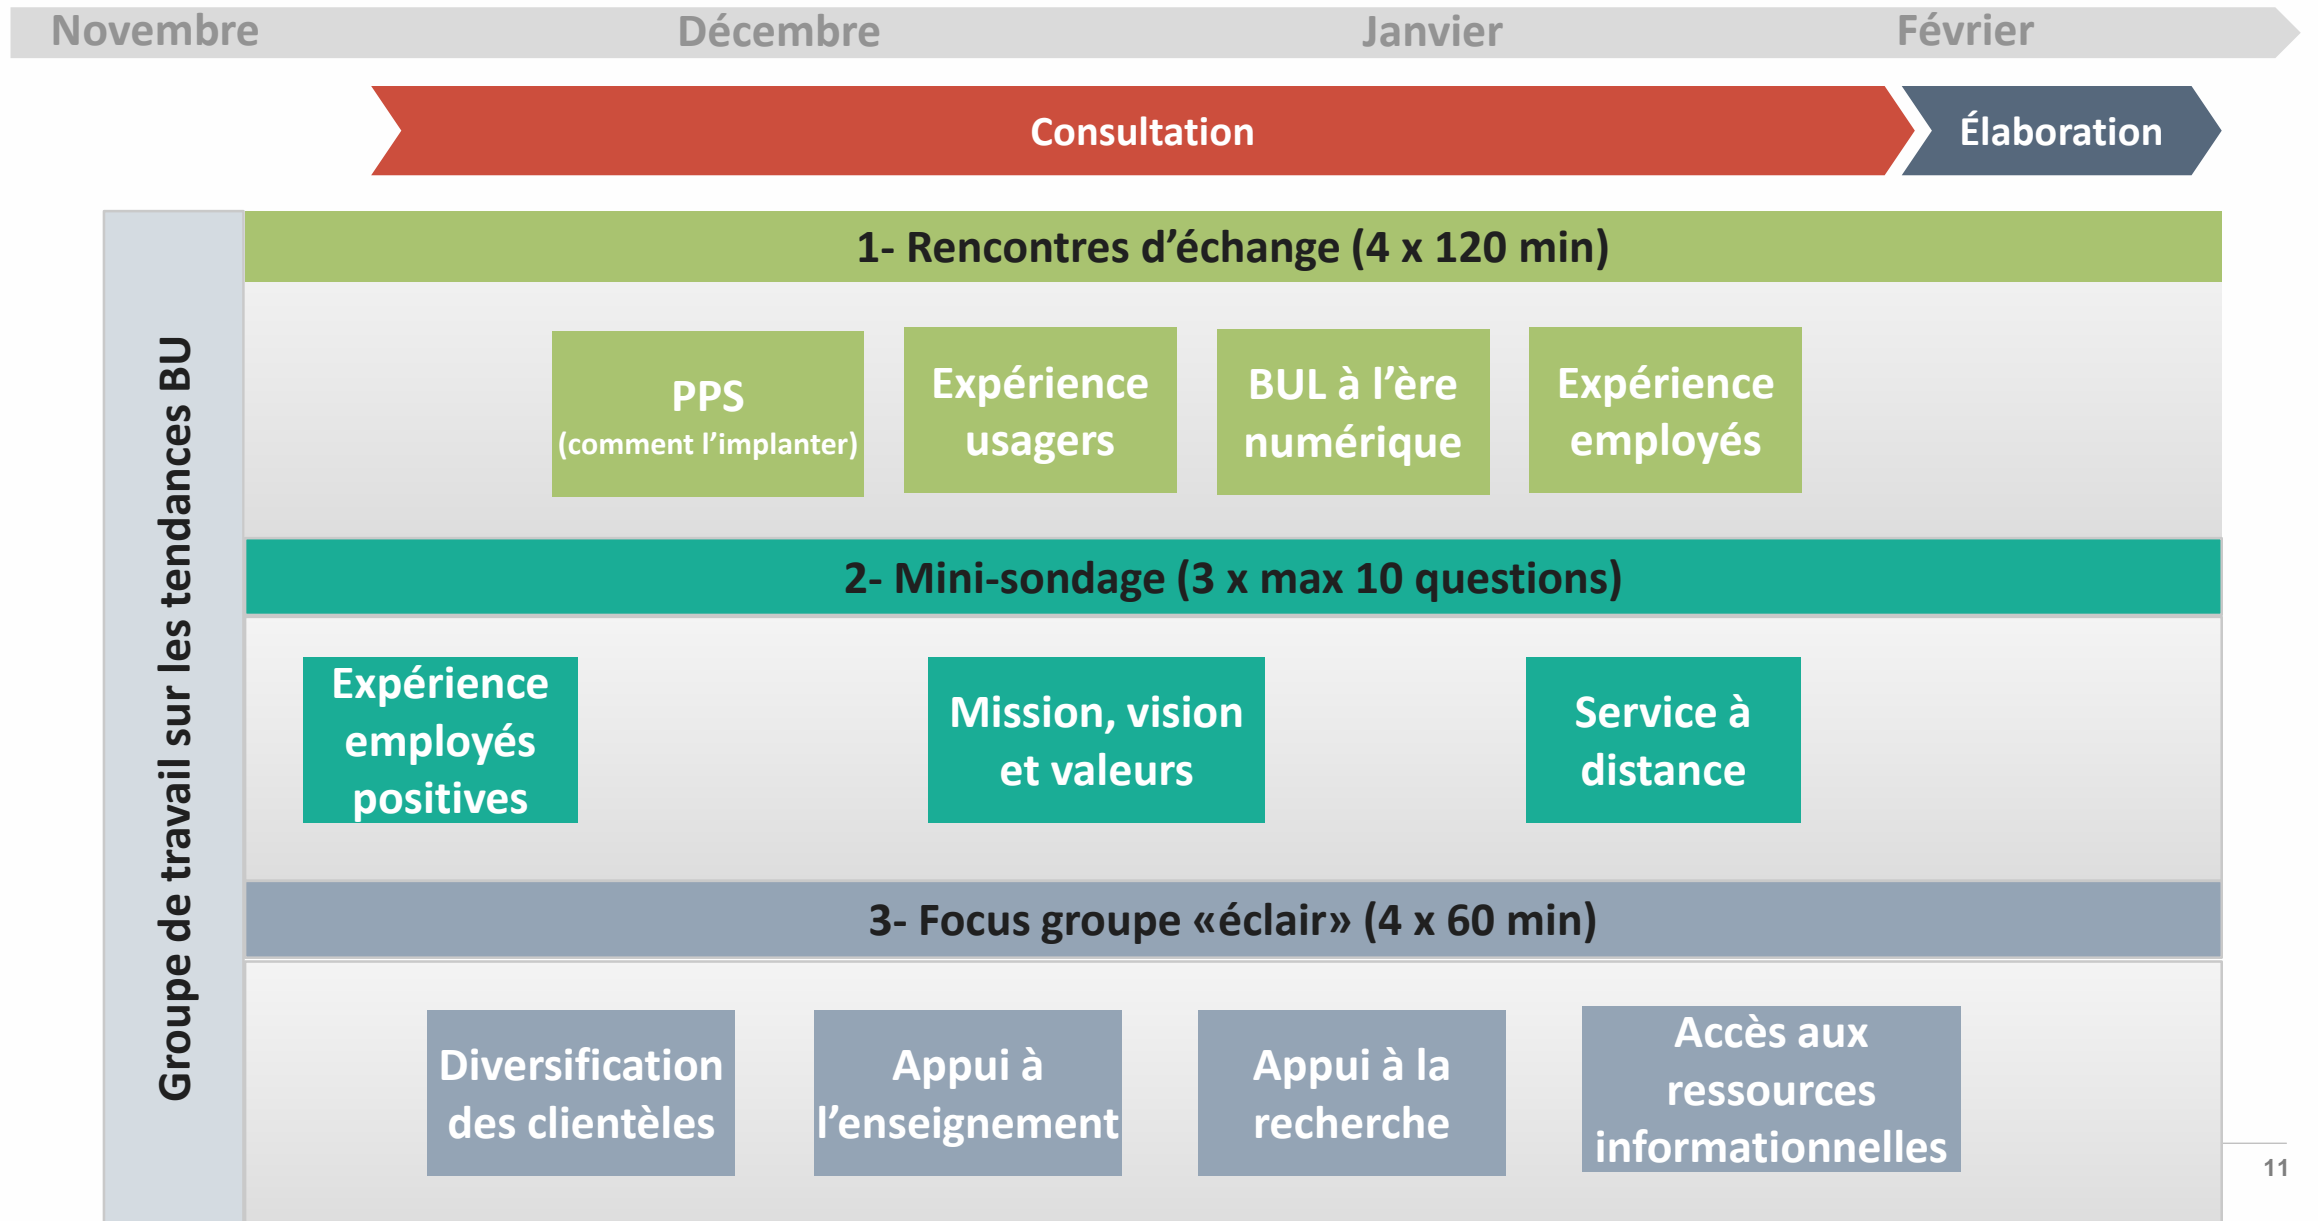 Novembre
Décembre
Janvier
Février
Consultation
Élaboration
Groupe de travail sur les tendances BU
1- Rencontres d’échange (4 x 120 min)
PPS
(comment l’implanter)
Expérience
usagers
BUL à l’ère
numérique
Expérience
employés
2- Mini-sondage (3 x max 10 questions)
Expérience
employés
positives
Mission, vision
et valeurs
Service à
distance
3- Focus groupe «éclair» (4 x 60 min)
Diversification
des clientèles
Appui à
l’enseignement
Appui à la
recherche
Accès aux
ressources
informationnelles
11